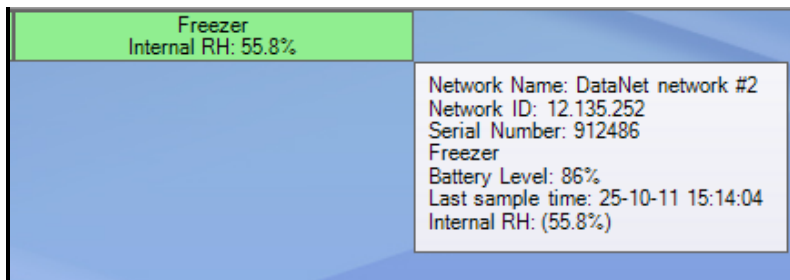 Freezer
Internal RH: 55.8%
Network Name: DataNet network #2
Network ID: 12.135.252
Serial Number: 912486
Freezer
Battery Level: 86%
Last sample time: 25-10-11 15:14:04
Internal RH: (55.8%)